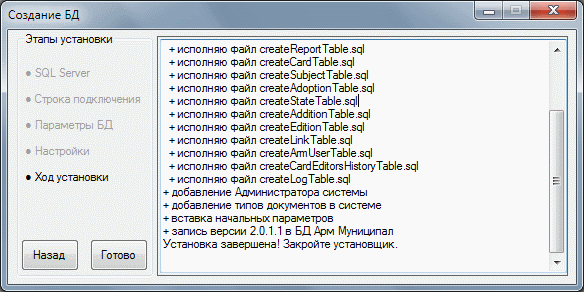 Создание БД
Этапы установки
● SQL Server
● Строка подключения
● Параметры БД
● Настройки
● Ход установки
Назад
Готово
+ исполняю файл createReportTable.sql
+ исполняю файл createCardTable.sql
+ исполняю файл createSubjectTable.sql
+ исполняю файл createAdoptionTable.sql
+ исполняю файл createStateTable.sql
+ исполняю файл createAdditionTable.sql
+ исполняю файл createEditionTable.sql
+ исполняю файл createLinkTable.sql
+ исполняю файл createArmUserTable.sql
+ исполняю файл createCardEditorsHistoryTable.sql
+ исполняю файл createLogTable.sql
+ добавление Администратора системы
+ добавление типов документов в системе
+ вставка начальных параметров
+ запись версии 2.0.1.1 в БД Арм Муниципал
Установка завершена! Закройте установщик.